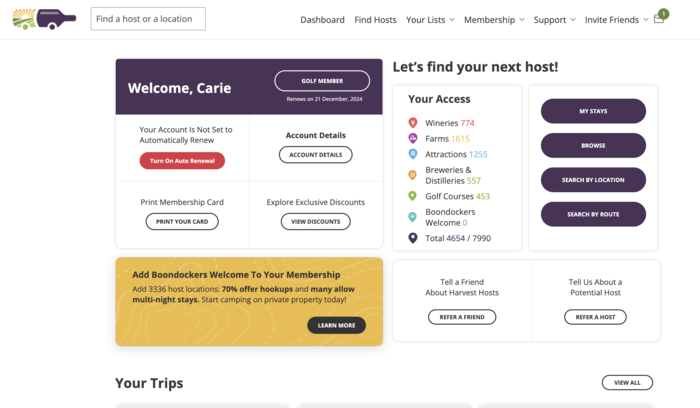 Find a host or a location
Dashboard Find Hosts Your Lists Membership Support Invite Friends 1
Welcome, Carie
GOLF MEMBER
Renews on 21 December, 2024
Your Account Is Not Set to
Automatically Renew
Turn On Auto Renewal
Account Details
ACCOUNT DETAILS
Print Membership Card
PRINT YOUR CARD
Explore Exclusive Discounts
VIEW DISCOUNTS
Add Boondockers Welcome To Your Membership
Add 3336 host locations: 70% offer hookups and many allow
multi-night stays. Start camping on private property today!
LEARN MORE
Let's find your next host!
Your Access
Wineries 774
Farms 1615
Attractions 1255
Breweries &
Distilleries 557
Golf Courses 453
Boondockers
Welcome 0
Total 4654 / 7990
MY STAYS
BROWSE
SEARCH BY LOCATION
SEARCH BY ROUTE
Tell a Friend
About Harvest Hosts
REFER A FRIEND
Tell Us About a
Potential Host
REFER A HOST
Your Trips
VIEW ALL